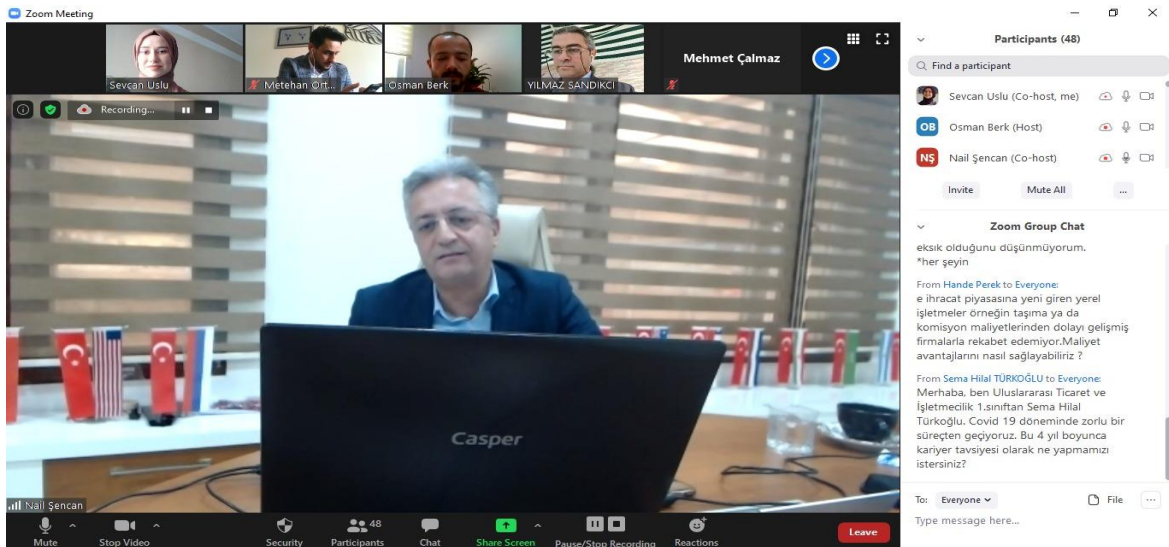 Zoom Meeting
Sevcan Uslu
Metehan Ort...
Osman Berk
YILMAZ SANDIKCI
Mehmet Çalmaz
Recording...
Casper
Nail Şencan
Mute
Stop Video
Security
48
Participants
Chat
Share Screen
Pause/Stop Recording
Reactions
Leave
Participants (48)
Find a participant
Sevcan Uslu (Co-host, me)
OB
Osman Berk (Host)
NŞ
Nail Şencan (Co-host)
Invite
Mute All
...
Zoom Group Chat
eksik olduğunu düşünmüyorum.
*her şeyin
From Hande Perek to Everyone:
e ihracat piyasasına yeni giren yerel
işletmeler örneğin taşıma ya da
komisyon maliyetlerinden dolayı gelişmiş
firmalarla rekabet edemiyor.Maliyet
avantajlarını nasıl sağlayabiliriz ?
From Sema Hilal TÜRKOĞLU to Everyone:
Merhaba, ben Uluslararası Ticaret ve
İşletmecilik 1.sınıftan Sema Hilal
Türkoğlu. Covid 19 döneminde zorlu bir
süreçten geçiyoruz. Bu 4 yıl boyunca
kariyer tavsiyesi olarak ne yapmamızı
istersiniz?
To: Everyone
File
...
Type message here...